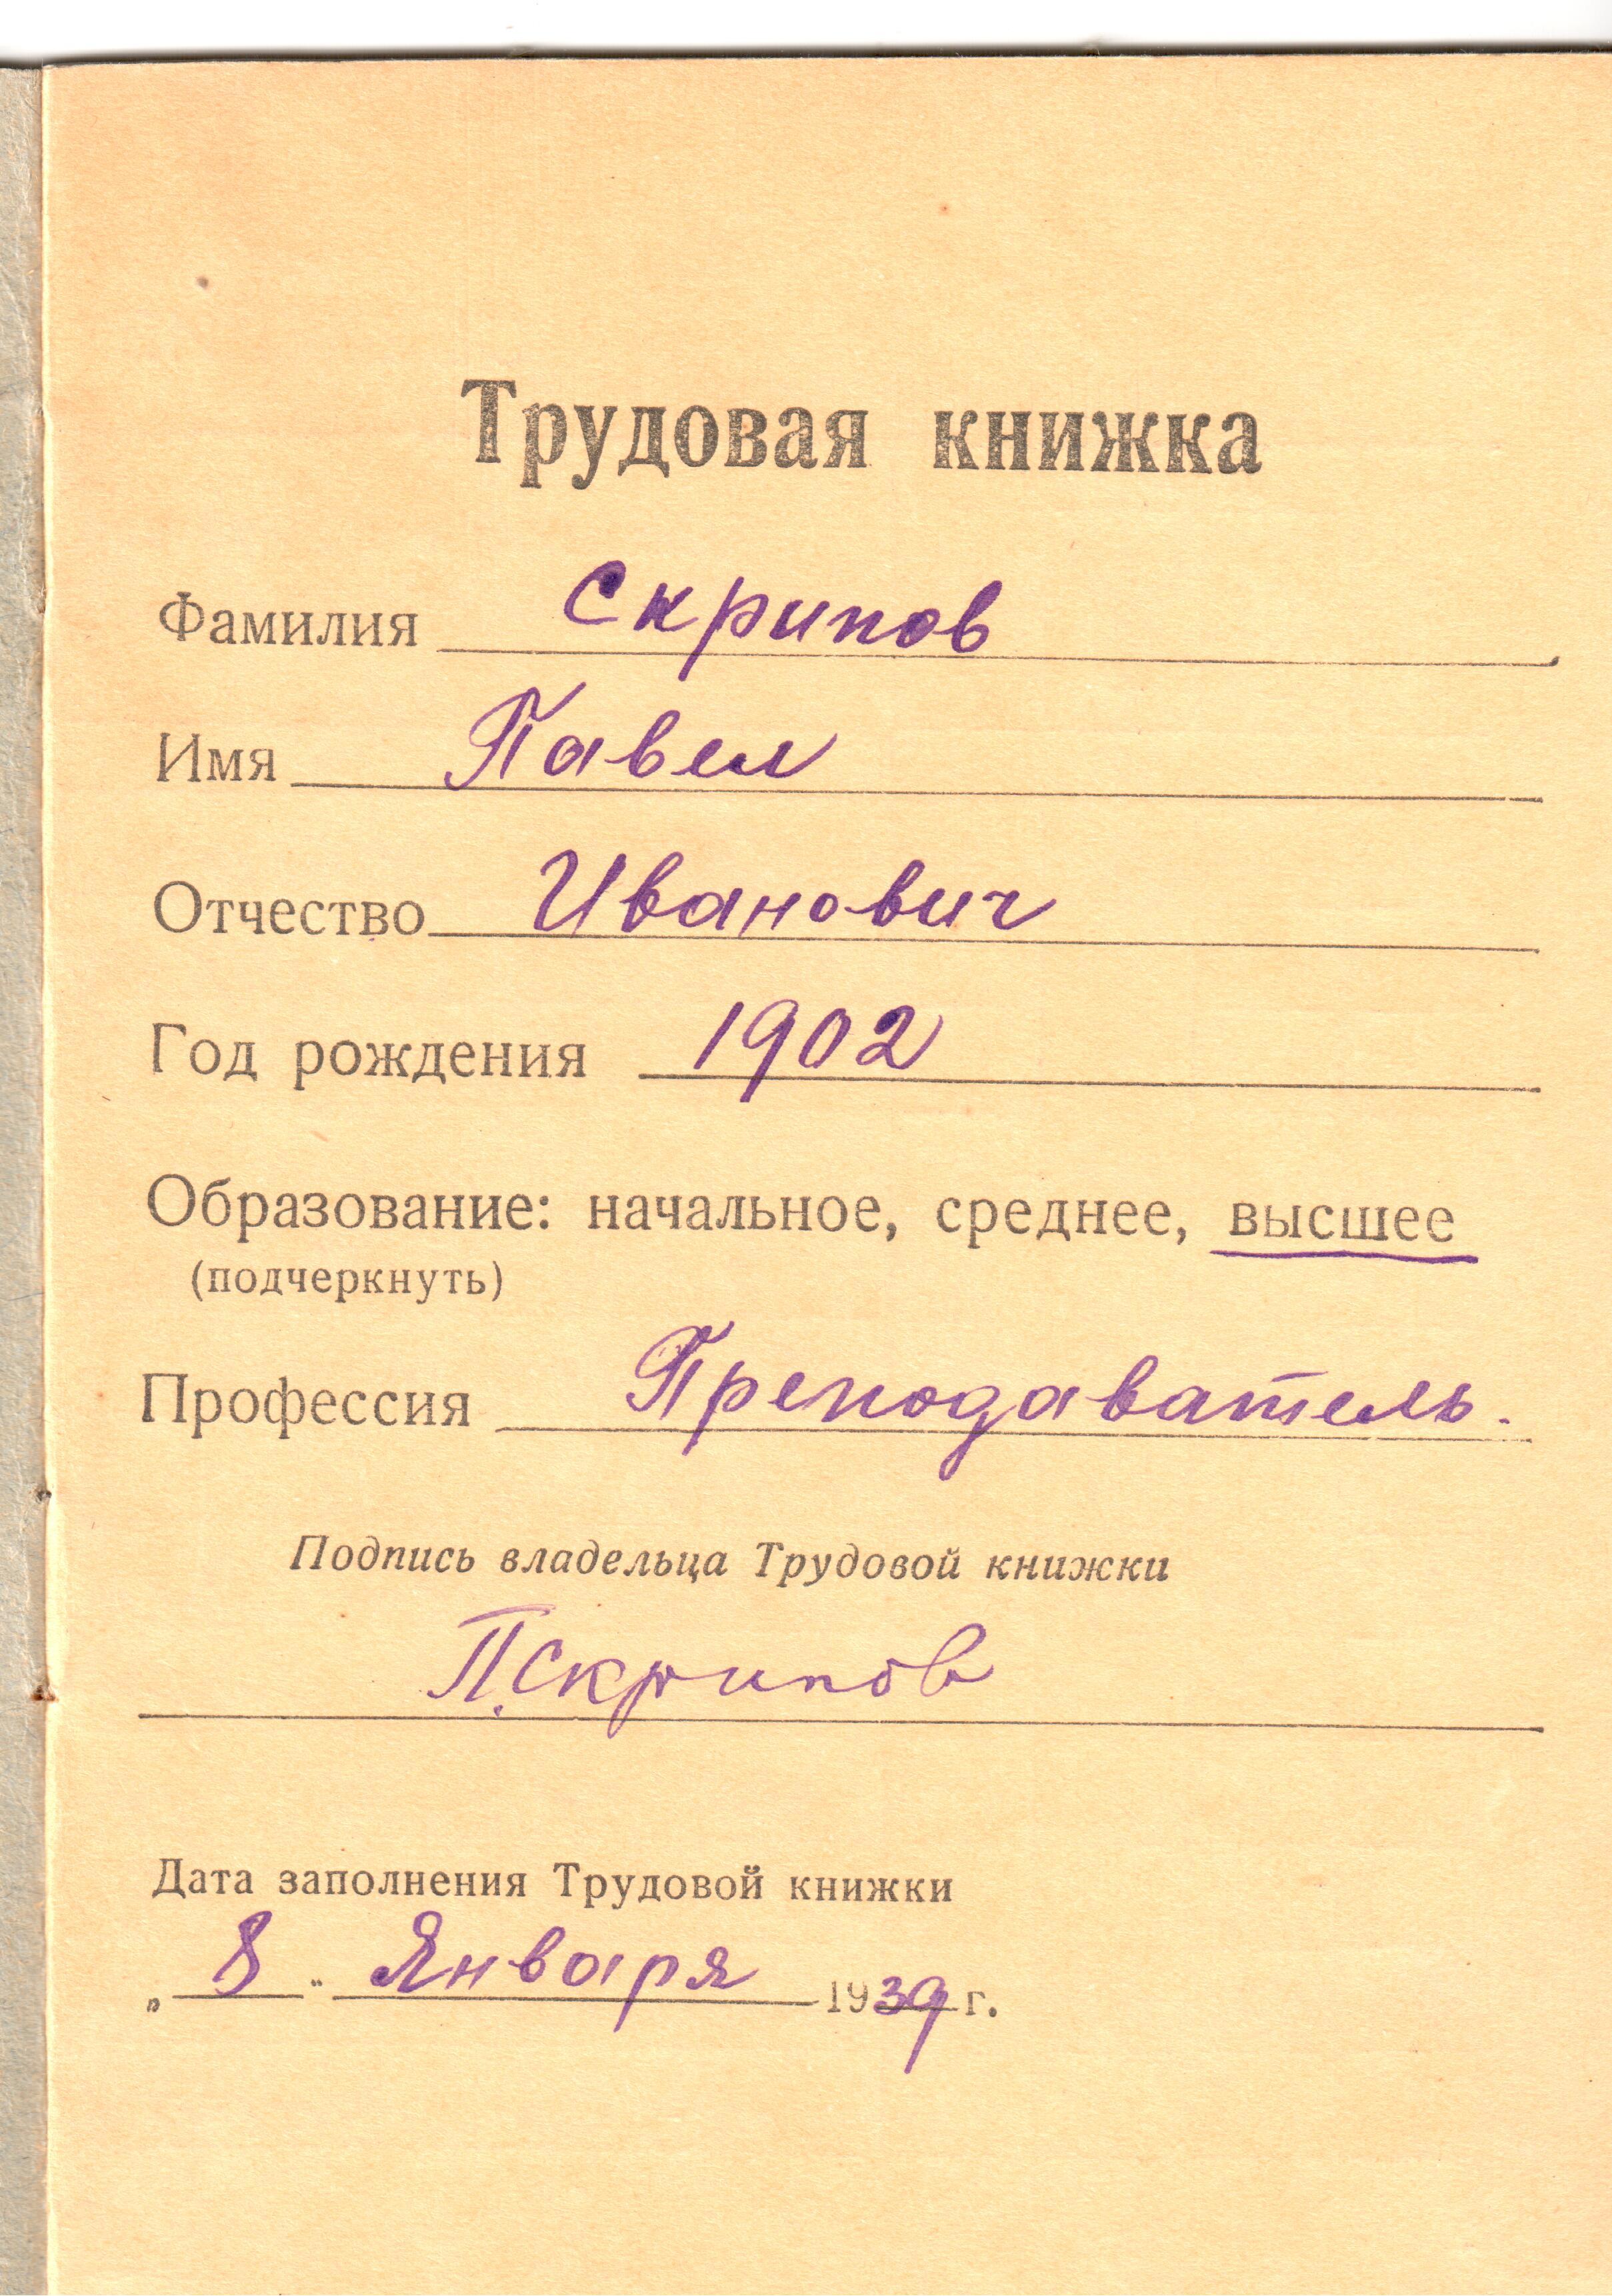 Трудовая книжка
Фамилия Скрипов
Имя Павел
Отчество Иванович
Год рождения 1902
Образование: начальное, среднее, высшее
(подчеркнуть)
Профессия Преподаватель.
Подпись владельца Трудовой книжки
П.Скрипов
Дата заполнения Трудовой книжки
„8" Января 1939 г.